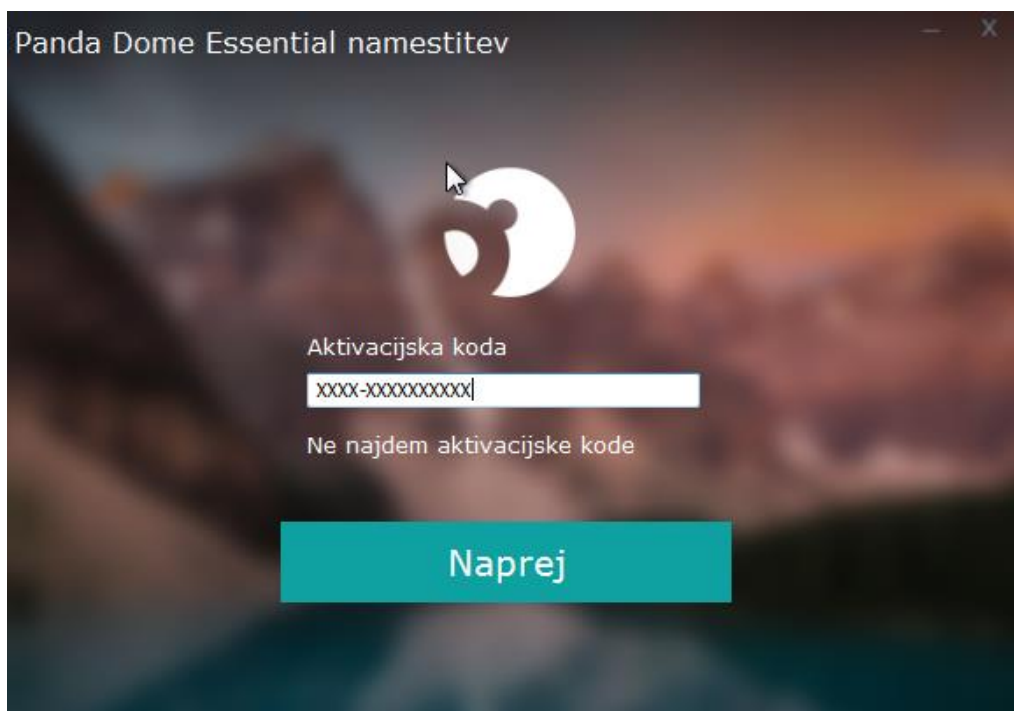 Panda Dome Essential namestitev
Aktivacijska koda
XXXX-XXXXXXXXXX
Ne najdem aktivacijske kode
Naprej